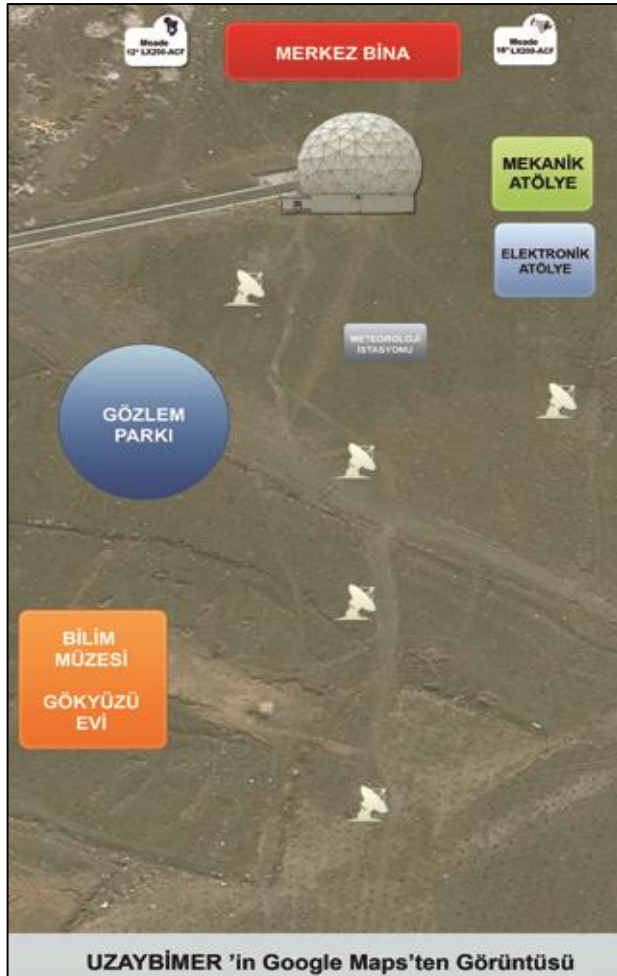 Meade
12" LX200-ACF
MERKEZ BİNA
Meade
16" LX200-ACF
MEKANİK
ATÖLYE
ELEKTRONİK
ATÖLYE
METEOROLOJİ
İSTASYONU
GÖZLEM
PARKI
BİLİM
MÜZESİ
GÖKYÜZÜ
EVİ
UZAYBİMER 'in Google Maps'ten Görüntüsü